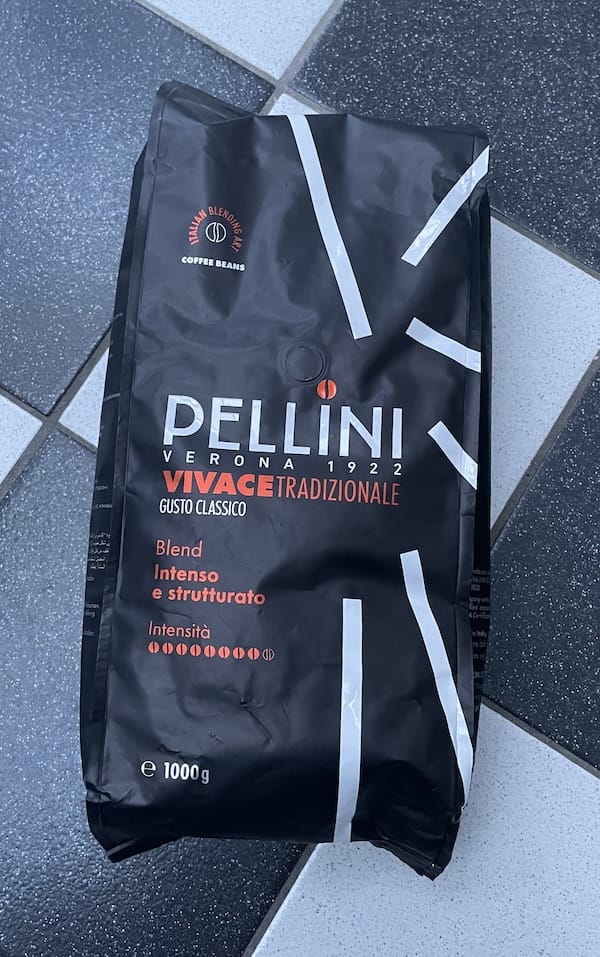 ITALIAN BLENDING ART
COFFEE BEANS
PELLINI
VERONA 1922
VIVACE TRADIZIONALE
GUSTO CLASSICO
Blend
Intenso
e strutturato
Intensità
℮ 1000g